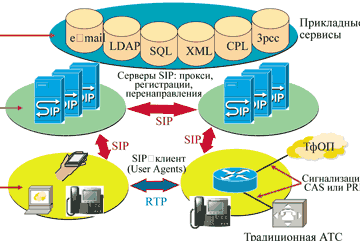 Прикладные
сервисы
e□mail
LDAP
SQL
XML
CPL
3pcc
Серверы SIP: прокси,
регистрации,
перенаправления
SIP
SIP
SIP
SIP
SIP
SIP□клиент
(User Agents)
RTP
ТфОП
Сигнализаци
CAS или PR
Традиционная АТС